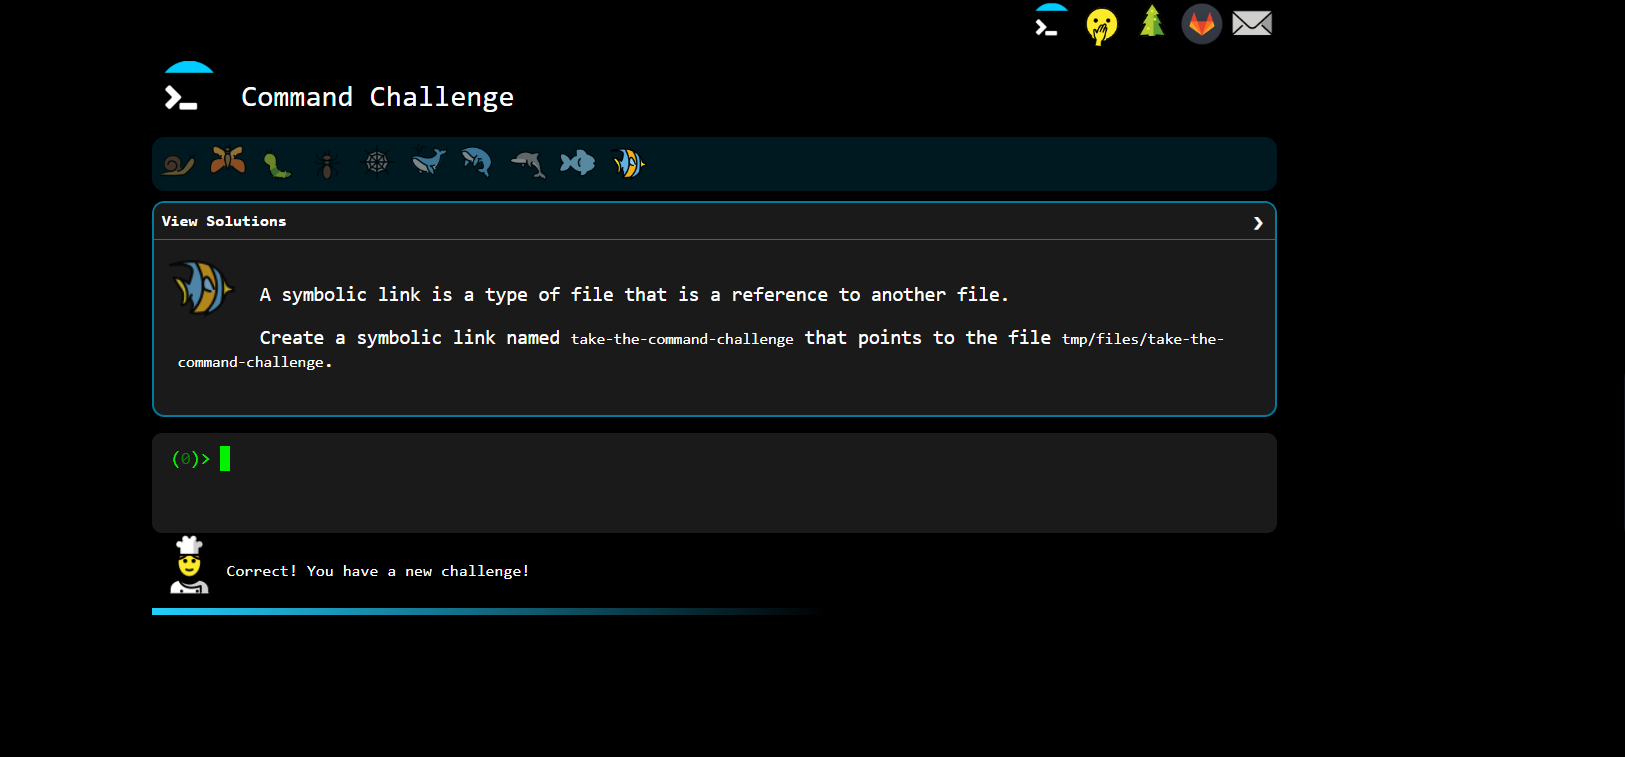 Command Challenge
View Solutions
A symbolic link is a type of file that is a reference to another file.
Create a symbolic link named take-the-command-challenge that points to the file tmp/files/take-the-
command-challenge.
(0)>
Correct! You have a new challenge!